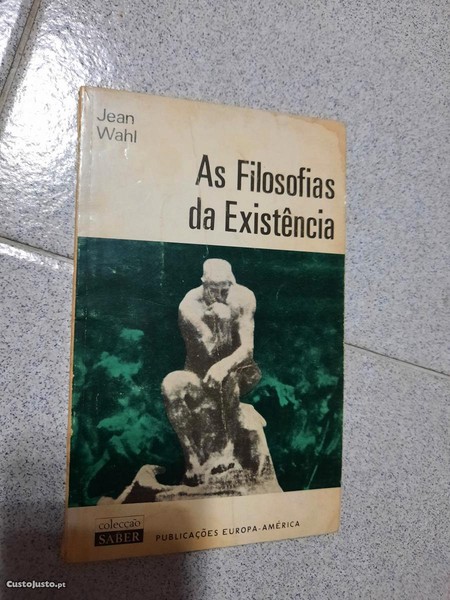 Jean
Wahl
As Filosofias
da Existência
colecção
SABER
PUBLICAÇÕES EUROPA-AMÉRICA
CustoJusto.pt